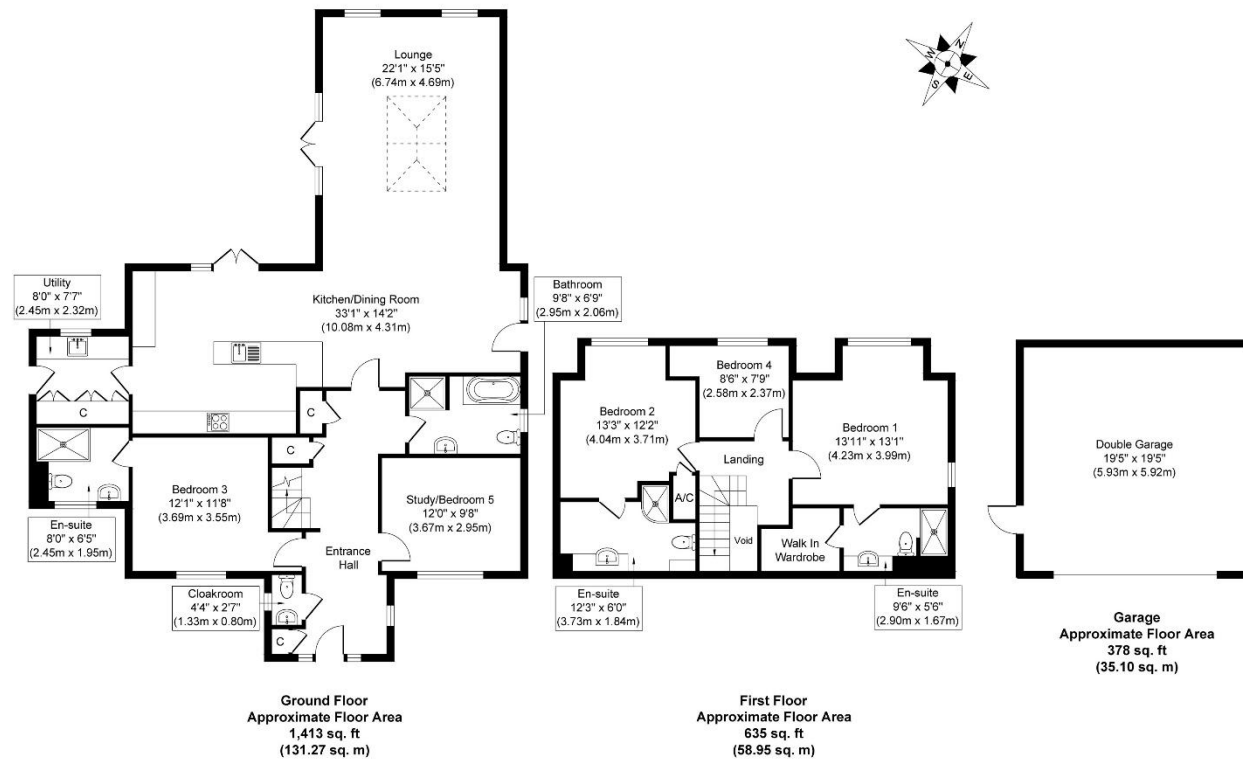 Lounge
22'1" x 15'5"
(6.74m x 4.69m)
N
W
E
S
Utility
8'0" x 7'7"
(2.45m x 2.32m)
Kitchen/Dining Room
33'1" x 14'2"
(10.08m x 4.31m)
Bathroom
9'8" x 6'9"
(2.95m x 2.06m)
C
C
C
Bedroom 3
12'1" x 11'8"
(3.69m x 3.55m)
Study/Bedroom 5
12'0" x 9'8"
(3.67m x 2.95m)
En-suite
8'0" x 6'5"
(2.45m x 1.95m)
Entrance
Hall
Cloakroom
4'4" x 2'7"
(1.33m x 0.80m)
C
Ground Floor
Approximate Floor Area
1,413 sq. ft
(131.27 sq. m)
Bedroom 4
8'6" x 7'9"
(2.58m x 2.37m)
Bedroom 2
13'3" x 12'2"
(4.04m x 3.71m)
Bedroom 1
13'11" x 13'1"
(4.23m x 3.99m)
Landing
A/C
Void
Walk In
Wardrobe
En-suite
12'3" x 6'0"
(3.73m x 1.84m)
En-suite
9'6" x 5'6"
(2.90m x 1.67m)
First Floor
Approximate Floor Area
635 sq. ft
(58.95 sq. m)
Double Garage
19'5" x 19'5"
(5.93m x 5.92m)
Garage
Approximate Floor Area
378 sq. ft
(35.10 sq. m)